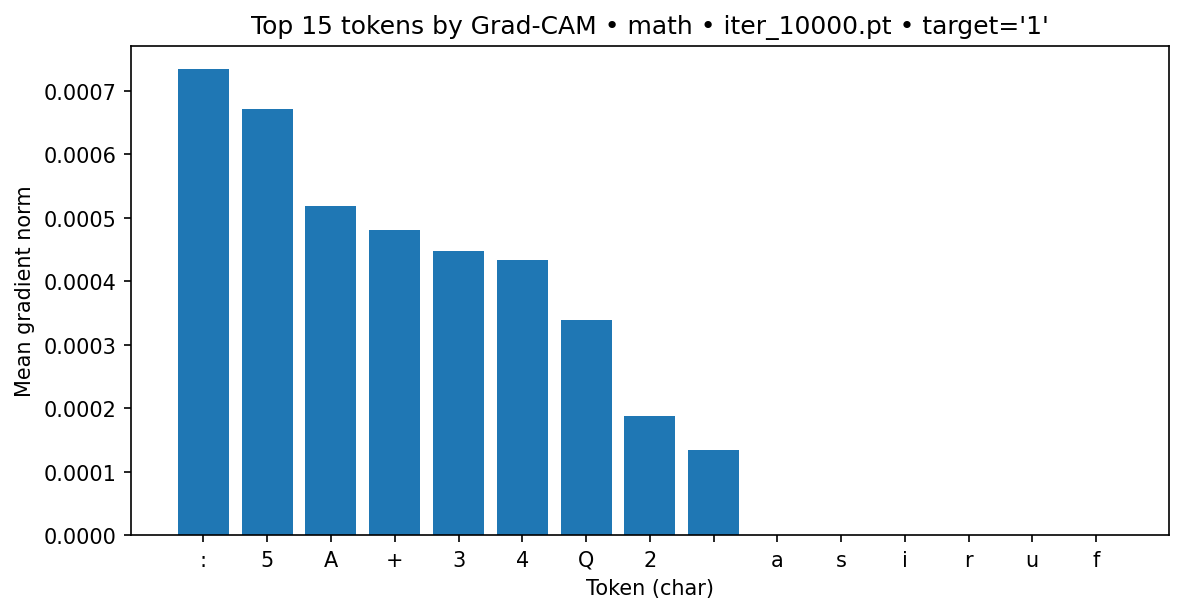 Top 15 tokens by Grad-CAM • math • iter_10000.pt • target='1'
Mean gradient norm
0.0007
0.0006
0.0005
0.0004
0.0003
0.0002
0.0001
0.0000
: 5 A + 3 4 Q 2 a s i r u f
Token (char)